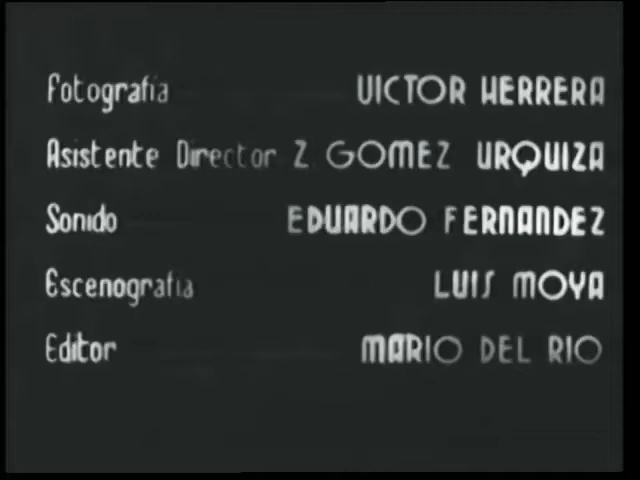 Fotografía VICTOR HERRERA
Asistente Director Z. GOMEZ URQUIZA
Sonido EDUARDO FERNANDEZ
Escenografía LUIS MOYA
Editor MARIO DEL RIO